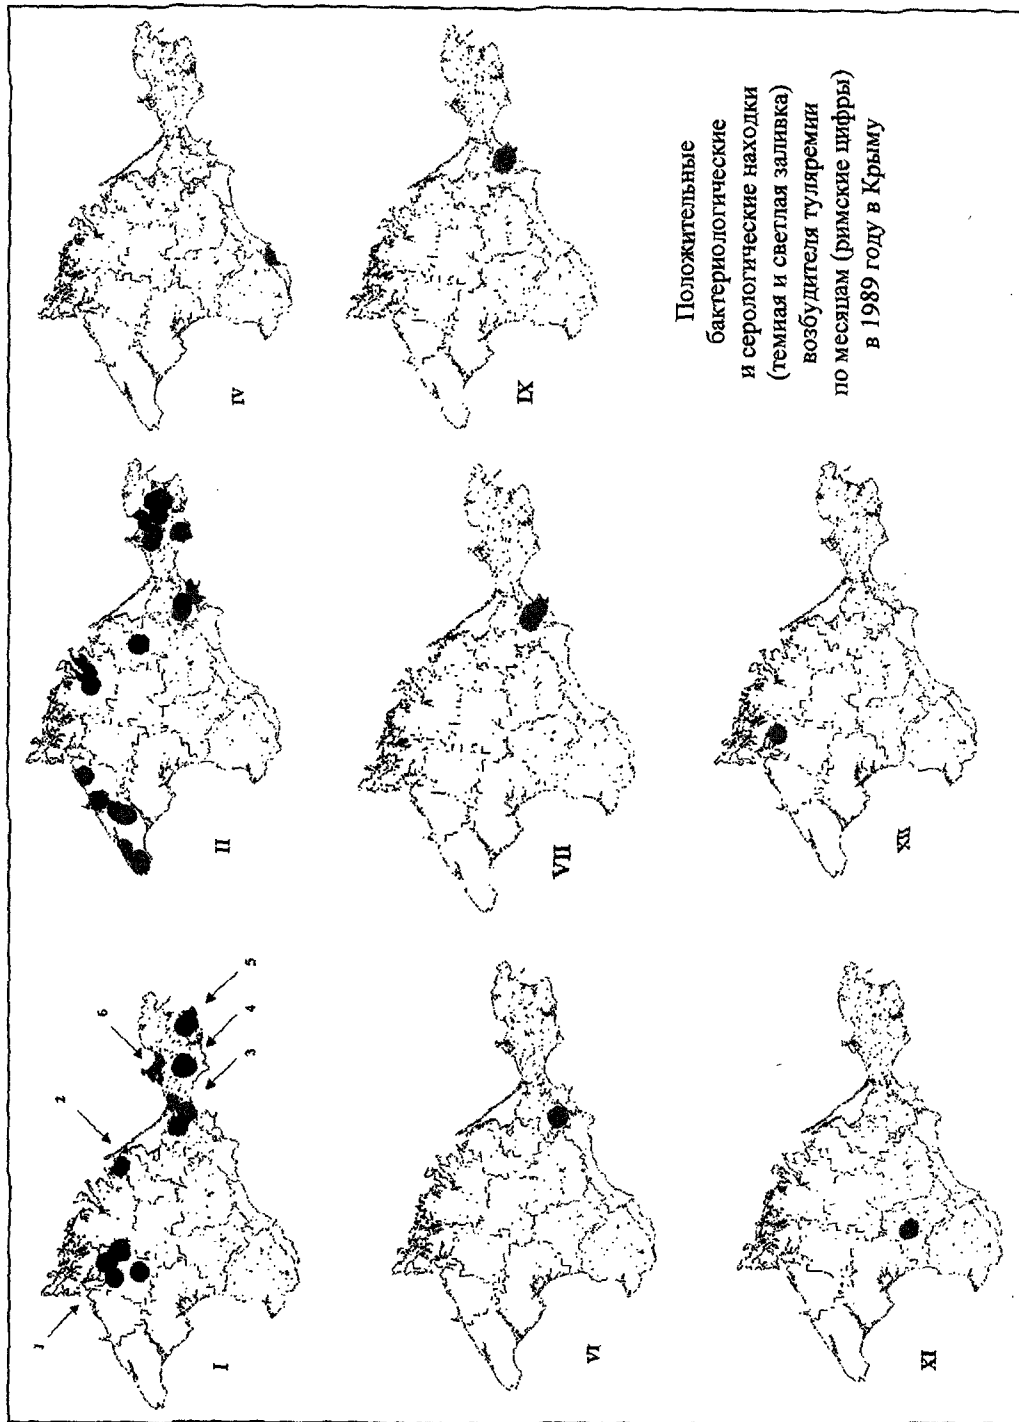 1
2
6
5
4
3
I
II
IV
VI
VII
IX
XI
XII
Положительные
бактериологические
и серологические находки
(темная и светлая заливка)
возбудителя туляремии
по месяцам (римские цифры)
в 1989 году в Крыму